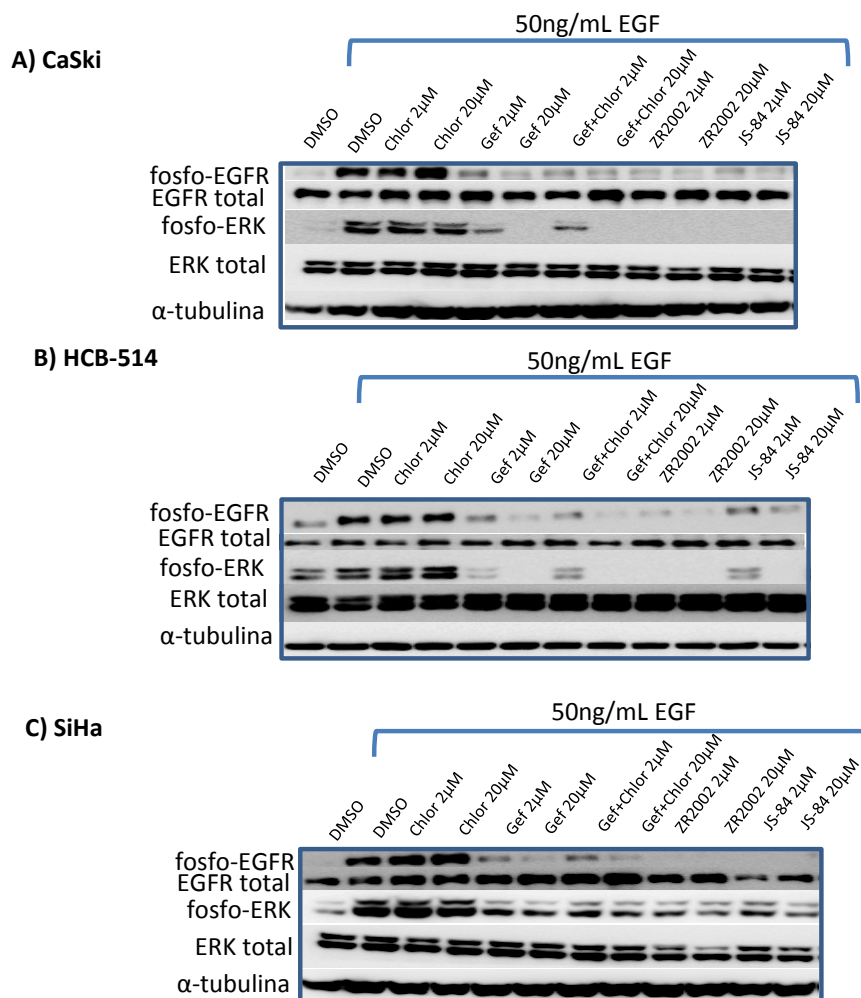 50ng/mL EGF
A) CaSki
DMSO
DMSO
Chlor 2µM
Chlor 20µM
Gef 2µM
Gef 20µM
Gef+Chlor 2µM
Gef+Chlor 20µM
ZR2002 2µM
ZR2002 20µM
JS-84 2µM
JS-84 20µM
fosfo-EGFR
EGFR total
fosfo-ERK
ERK total
α-tubulina
B) HCB-514
50ng/mL EGF
DMSO
DMSO
Chlor 2µM
Chlor 20µM
Gef 2µM
Gef 20µM
Gef+Chlor 2µM
Gef+Chlor 20µM
ZR2002 2µM
ZR2002 20µM
JS-84 2µM
JS-84 20µM
fosfo-EGFR
EGFR total
fosfo-ERK
ERK total
α-tubulina
50ng/mL EGF
C) SiHa
DMSO
DMSO
Chlor 2µM
Chlor 20µM
Gef 2µM
Gef 20µM
Gef+Chlor 2µM
Gef+Chlor 20µM
ZR2002 2µM
ZR2002 20µM
JS-84 2µM
JS-84 20µM
fosfo-EGFR
EGFR total
fosfo-ERK
ERK total
α-tubulina